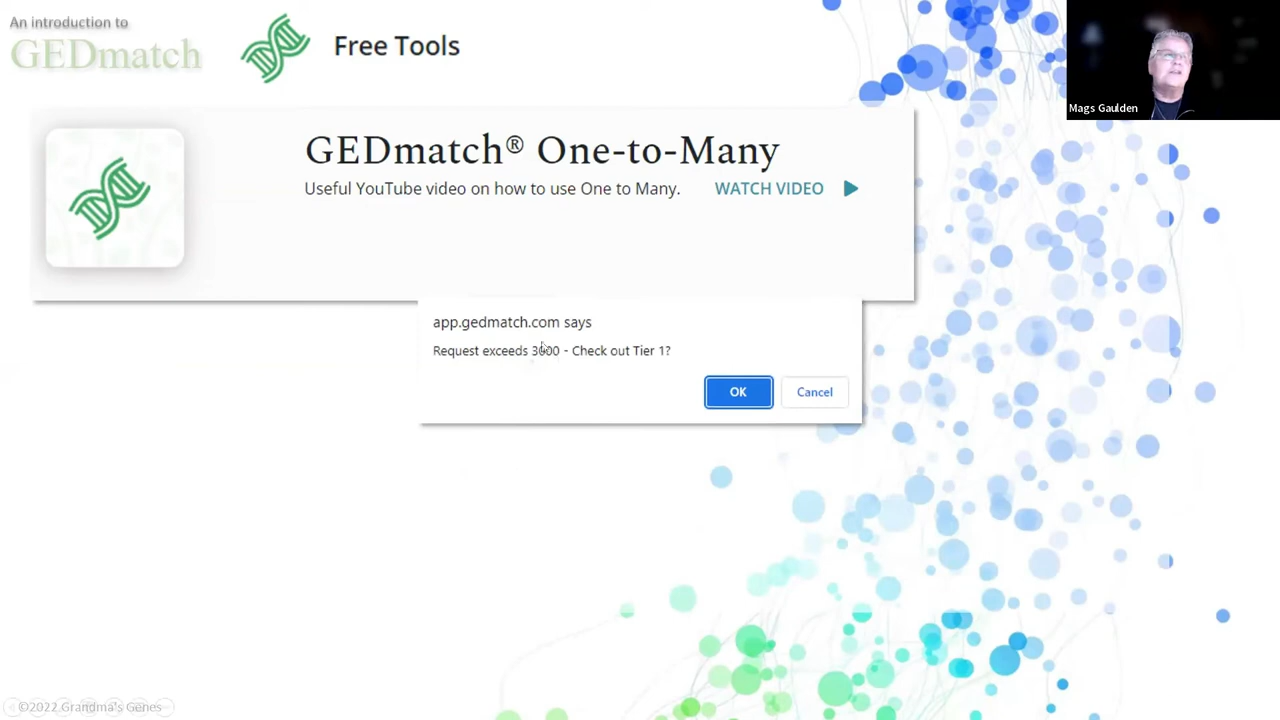 An introduction to
GEDmatch
Free Tools
Mags Gaulden
GEDmatch® One-to-Many
Useful YouTube video on how to use One to Many. WATCH VIDEO
app.gedmatch.com says
Request exceeds 3000 - Check out Tier 1?
OK Cancel
©2022 Grandma's Genes